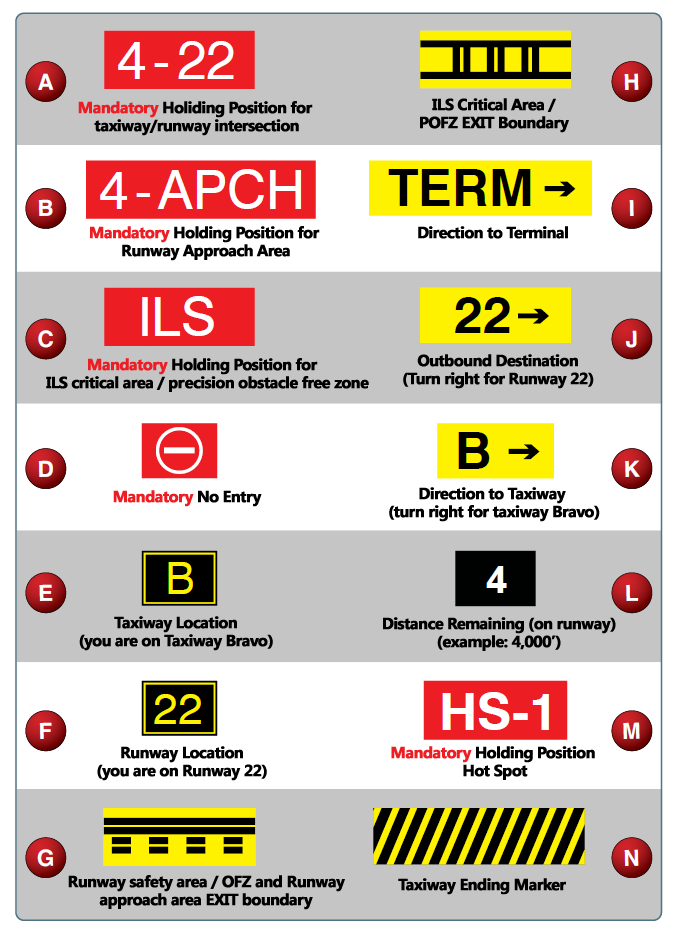 A
4-22
Mandatory Holiding Position for
taxiway/runway intersection
H
ILS Critical Area /
POFZ EXIT Boundary
B
4-APCH
Mandatory Holding Position for
Runway Approach Area
TERM →
Direction to Terminal
I
C
ILS
Mandatory Holding Position for
ILS critical area / precision obstacle free zone
22 →
Outbound Destination
(Turn right for Runway 22)
J
D
Mandatory No Entry
B →
Direction to Taxiway
(turn right for taxiway Bravo)
K
E
B
Taxiway Location
(you are on Taxiway Bravo)
4
Distance Remaining (on runway)
(example: 4,000')
L
F
22
Runway Location
(you are on Runway 22)
HS-1
Mandatory Holding Position
Hot Spot
M
G
Runway safety area / OFZ and Runway
approach area EXIT boundary
Taxiway Ending Marker
N